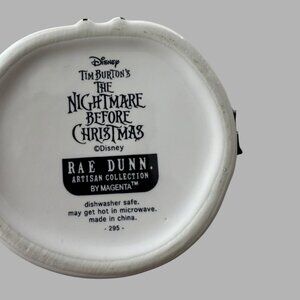 Disney
TIM BURTON'S
THE
NIGHTMARE
BEFORE
CHRISTMAS
©Disney
RAE DUNN.
ARTISAN COLLECTION
BY MAGENTA™
dishwasher safe.
may get hot in microwave.
made in china.
- 295 -